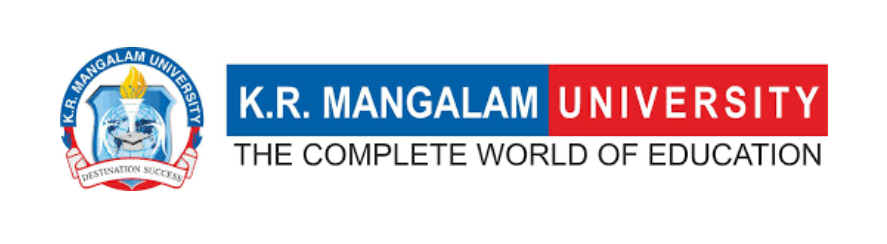 K.R. MANGALAM UNIVERSITY
DESTINATION SUCCESS
K.R. MANGALAM UNIVERSITY
THE COMPLETE WORLD OF EDUCATION